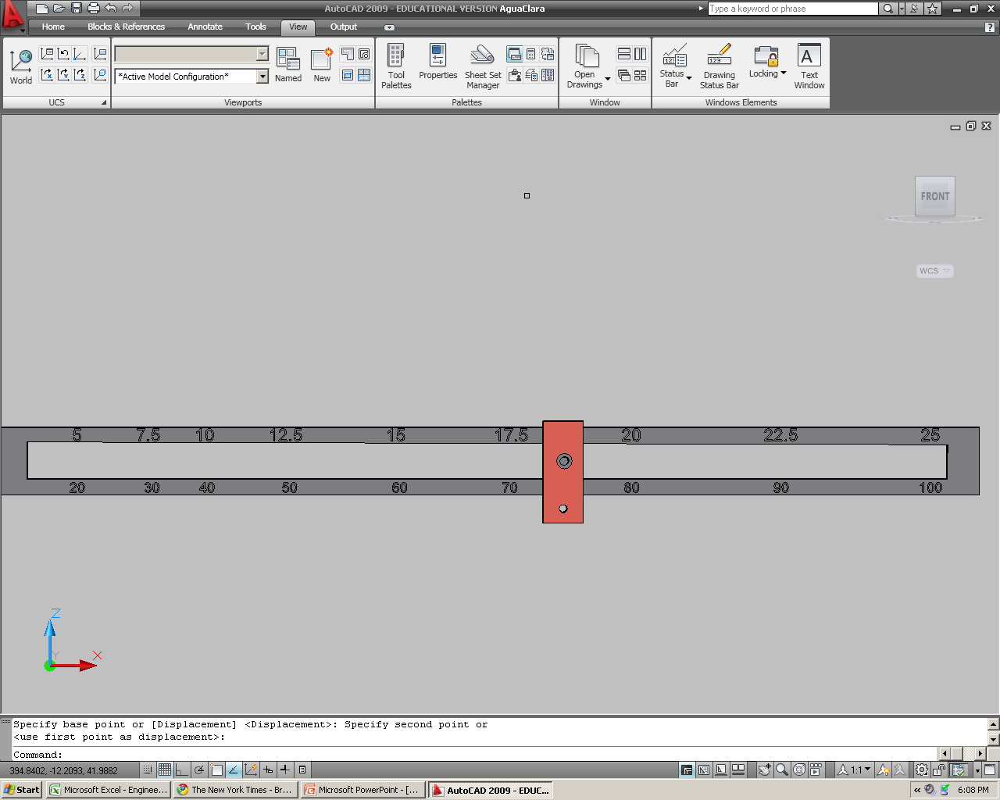 AutoCAD 2009 - EDUCATIONAL VERSION AguaClara
Type a keyword or phrase
Home Blocks & References Annotate Tools View Output
World
*Active Model Configuration*
Named New
Tool Palettes
Properties
Sheet Set Manager
Open Drawings
Status Bar
Drawing Status Bar
Locking
Text Window
UCS Viewports Palettes Window Windows Elements
FRONT
WCS
5 7.5 10 12.5 15 17.5 20 22.5 25
20 30 40 50 60 70 80 90 100
Z
Y
X
Specify base point or [Displacement] <Displacement>: Specify second point or
<use first point as displacement>:
Command:
394.8402, -12.2093, 41.9882 1:1
Start Microsoft Excel - Enginee... The New York Times - Br... Microsoft PowerPoint - [... AutoCAD 2009 - EDUC... 6:08 PM